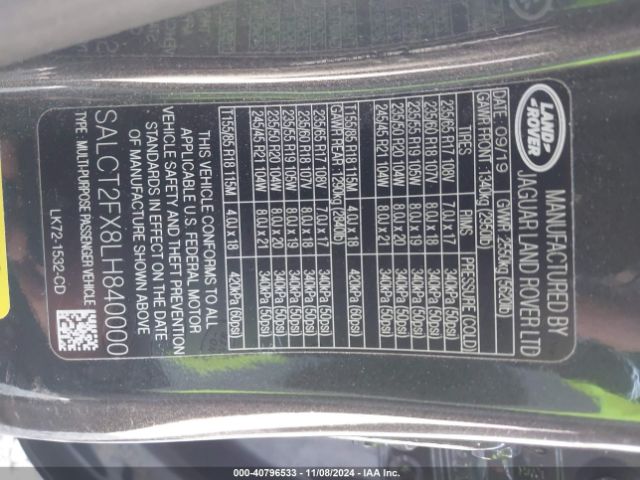 LAND ROVER
MANUFACTURED BY
JAGUAR LAND ROVER LTD
DATE 09/19 GVWR: 2550kg (5620lb)
GAWR FRONT: 1340kg (2950lb)
TIRES RIMS PRESSURE (COLD)
235/65 R17 108V 7.0J x 17 340kPa (50psi)
235/60 R18 107V 8.0J x 18 340kPa (50psi)
235/55 R19 105W 8.0J x 19 340kPa (50psi)
235/50 R20 104W 8.0J x 20 340kPa (50psi)
245/45 R21 104W 8.0J x 21 340kPa (50psi)
T155/85 R18 115M 4.0J x 18 420kPa (60psi)
GAWR REAR: 1290kg (2840lb)
235/65 R17 108V 7.0J x 17 340kPa (50psi)
235/60 R18 107V 8.0J x 18 340kPa (50psi)
235/55 R19 105W 8.0J x 19 340kPa (50psi)
235/50 R20 104W 8.0J x 20 340kPa (50psi)
245/45 R21 104W 8.0J x 21 340kPa (50psi)
T155/85 R18 115M 4.0J x 18 420kPa (60psi)
THIS VEHICLE CONFORMS TO ALL
APPLICABLE U.S. FEDERAL MOTOR
VEHICLE SAFETY AND THEFT PREVENTION
STANDARDS IN EFFECT ON THE DATE
OF MANUFACTURE SHOWN ABOVE
SALCT2FX8LH840000
TYPE: MULTI-PURPOSE PASSENGER VEHICLE
LK72-1532-CD
000-40796533 - 11/08/2024 - IAA Inc.